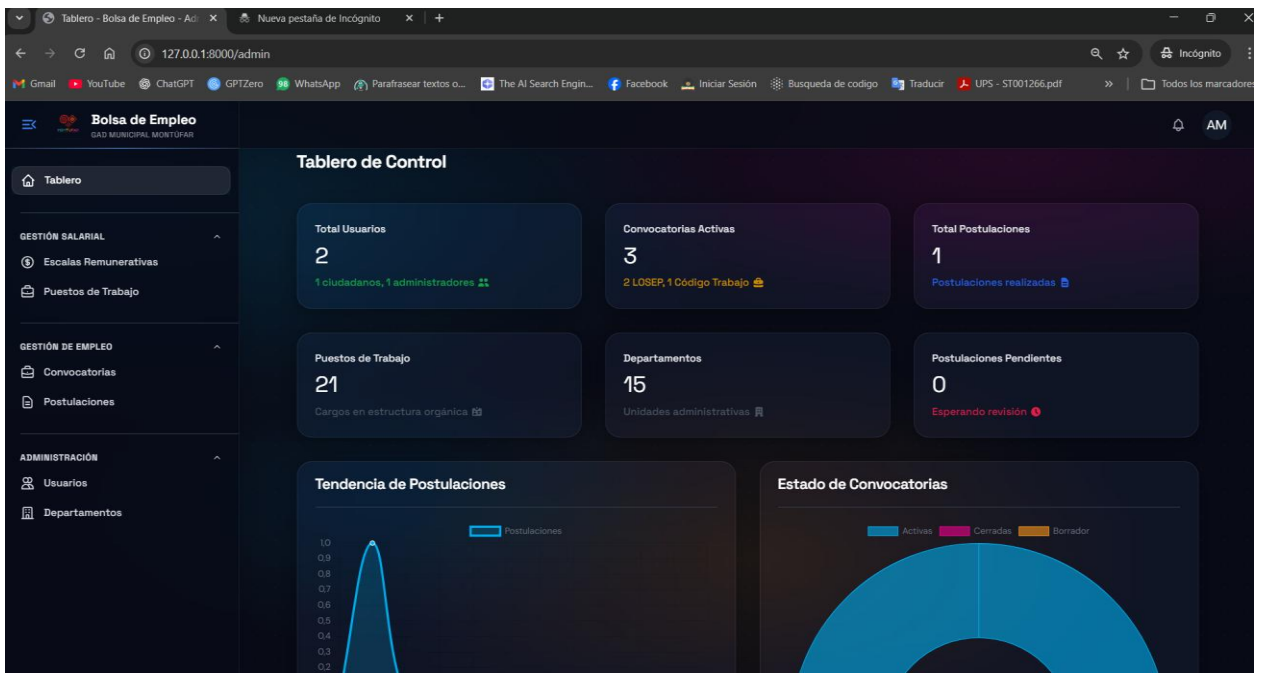 Tablero - Bolsa de Empleo - Ad
Nueva pestaña de Incógnito
127.0.0.1:8000/admin
Incógnito
Gmail YouTube ChatGPT GPTZero WhatsApp Parafrasear textos o... The AI Search Engin... Facebook Iniciar Sesión Busqueda de codigo Traducir UPS - ST001266.pdf » Todos los marcadores
Bolsa de Empleo
GAD MUNICIPAL MONTÚFAR
AM
Tablero
GESTIÓN SALARIAL
Escalas Remunerativas
Puestos de Trabajo
GESTIÓN DE EMPLEO
Convocatorias
Postulaciones
ADMINISTRACIÓN
Usuarios
Departamentos
Tablero de Control
Total Usuarios
2
1 ciudadanos, 1 administradores
Convocatorias Activas
3
2 LOSEP, 1 Código Trabajo
Total Postulaciones
1
Postulaciones realizadas
Puestos de Trabajo
21
Cargos en estructura orgánica
Departamentos
15
Unidades administrativas
Postulaciones Pendientes
0
Esperando revisión
Tendencia de Postulaciones
Postulaciones
1,0
0,9
0,8
0,7
0,6
0,5
0,4
0,3
0,2
Estado de Convocatorias
Activas Cerradas Borrador